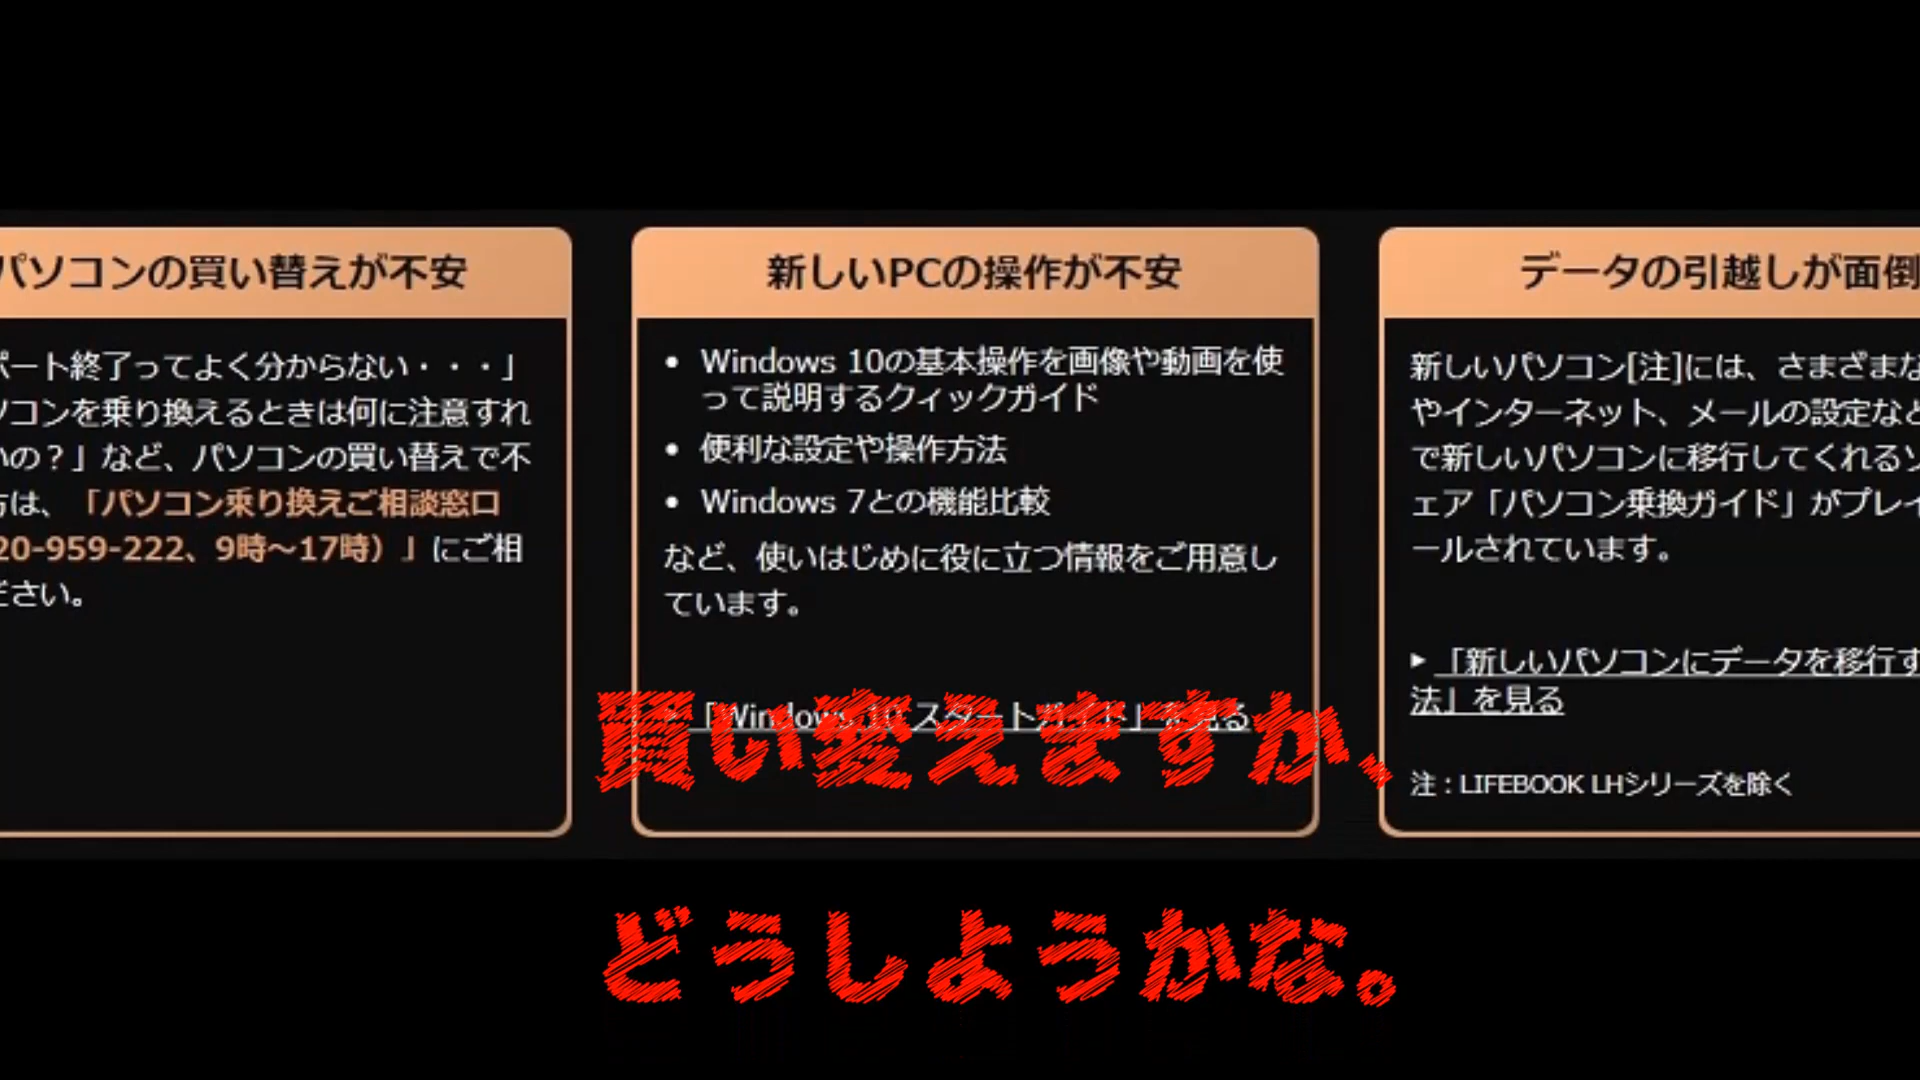 パソコンの買い替えが不安
ポート終了ってよく分からない・・・」
ソコンを乗り換えるときは何に注意すれ
いの？」など、パソコンの買い替えで不
方は、「パソコン乗り換えご相談窓口
20-959-222、9時～17時）」にご相
ださい。
新しいPCの操作が不安
• Windows 10の基本操作を画像や動画を使
って説明するクィックガイド
• 便利な設定や操作方法
• Windows 7との機能比較
など、使いはじめに役に立つ情報をご用意し
ています。
「Windows 10 スタートガイド」を見る
データの引越しが面倒
新しいパソコン[注]には、さまざまな
やインターネット、メールの設定など
で新しいパソコンに移行してくれるソ
ェア「パソコン乗換ガイド」がプレイ
ールされています。
▶「新しいパソコンにデータを移行す
法」を見る
注：LIFEBOOK LHシリーズを除く
買い変えますか、
どうしようかな。